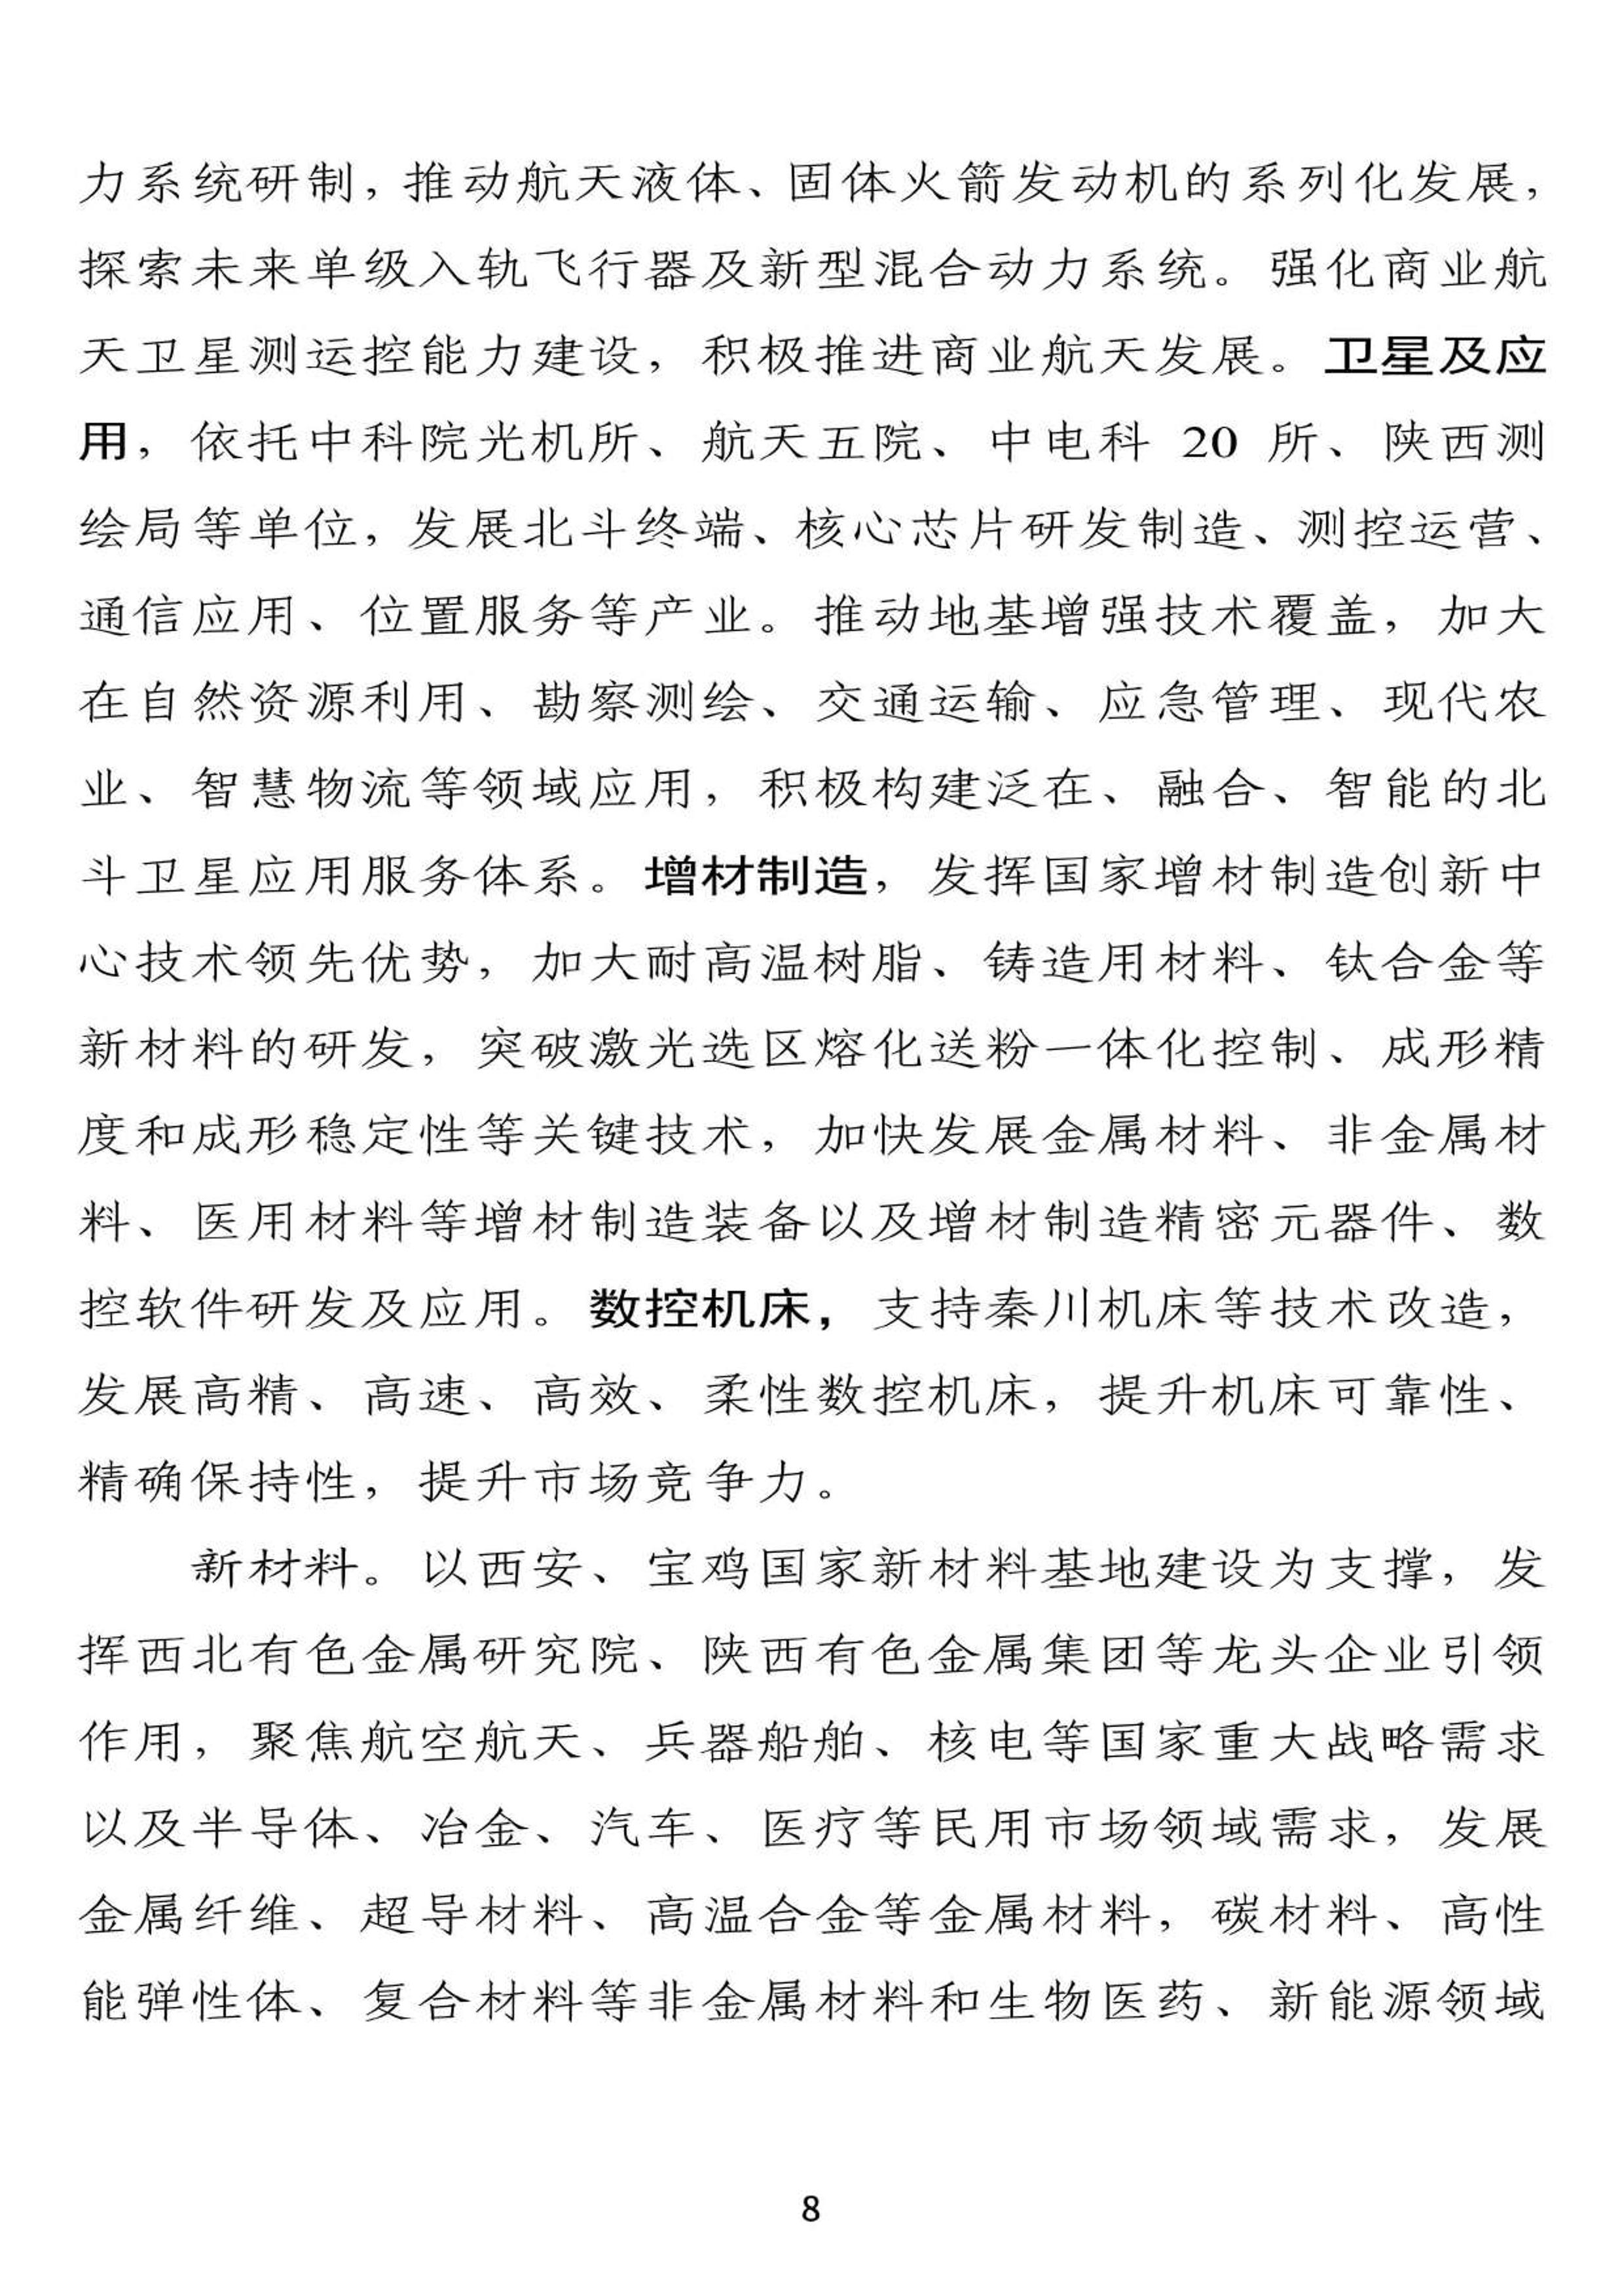 力系统研制，推动航天液体、固体火箭发动机的系列化发展，
探索未来单级入轨飞行器及新型混合动力系统。强化商业航
天卫星测运控能力建设，积极推进商业航天发展。卫星及应
用，依托中科院光机所、航天五院、中电科 20 所、陕西测
绘局等单位，发展北斗终端、核心芯片研发制造、测控运营、
通信应用、位置服务等产业。推动地基增强技术覆盖，加大
在自然资源利用、勘察测绘、交通运输、应急管理、现代农
业、智慧物流等领域应用，积极构建泛在、融合、智能的北
斗卫星应用服务体系。增材制造，发挥国家增材制造创新中
心技术领先优势，加大耐高温树脂、铸造用材料、钛合金等
新材料的研发，突破激光选区熔化送粉一体化控制、成形精
度和成形稳定性等关键技术，加快发展金属材料、非金属材
料、医用材料等增材制造装备以及增材制造精密元器件、数
控软件研发及应用。数控机床，支持秦川机床等技术改造，
发展高精、高速、高效、柔性数控机床，提升机床可靠性、
精确保持性，提升市场竞争力。
新材料。以西安、宝鸡国家新材料基地建设为支撑，发
挥西北有色金属研究院、陕西有色金属集团等龙头企业引领
作用，聚焦航空航天、兵器船舶、核电等国家重大战略需求
以及半导体、冶金、汽车、医疗等民用市场领域需求，发展
金属纤维、超导材料、高温合金等金属材料，碳材料、高性
能弹性体、复合材料等非金属材料和生物医药、新能源领域
8